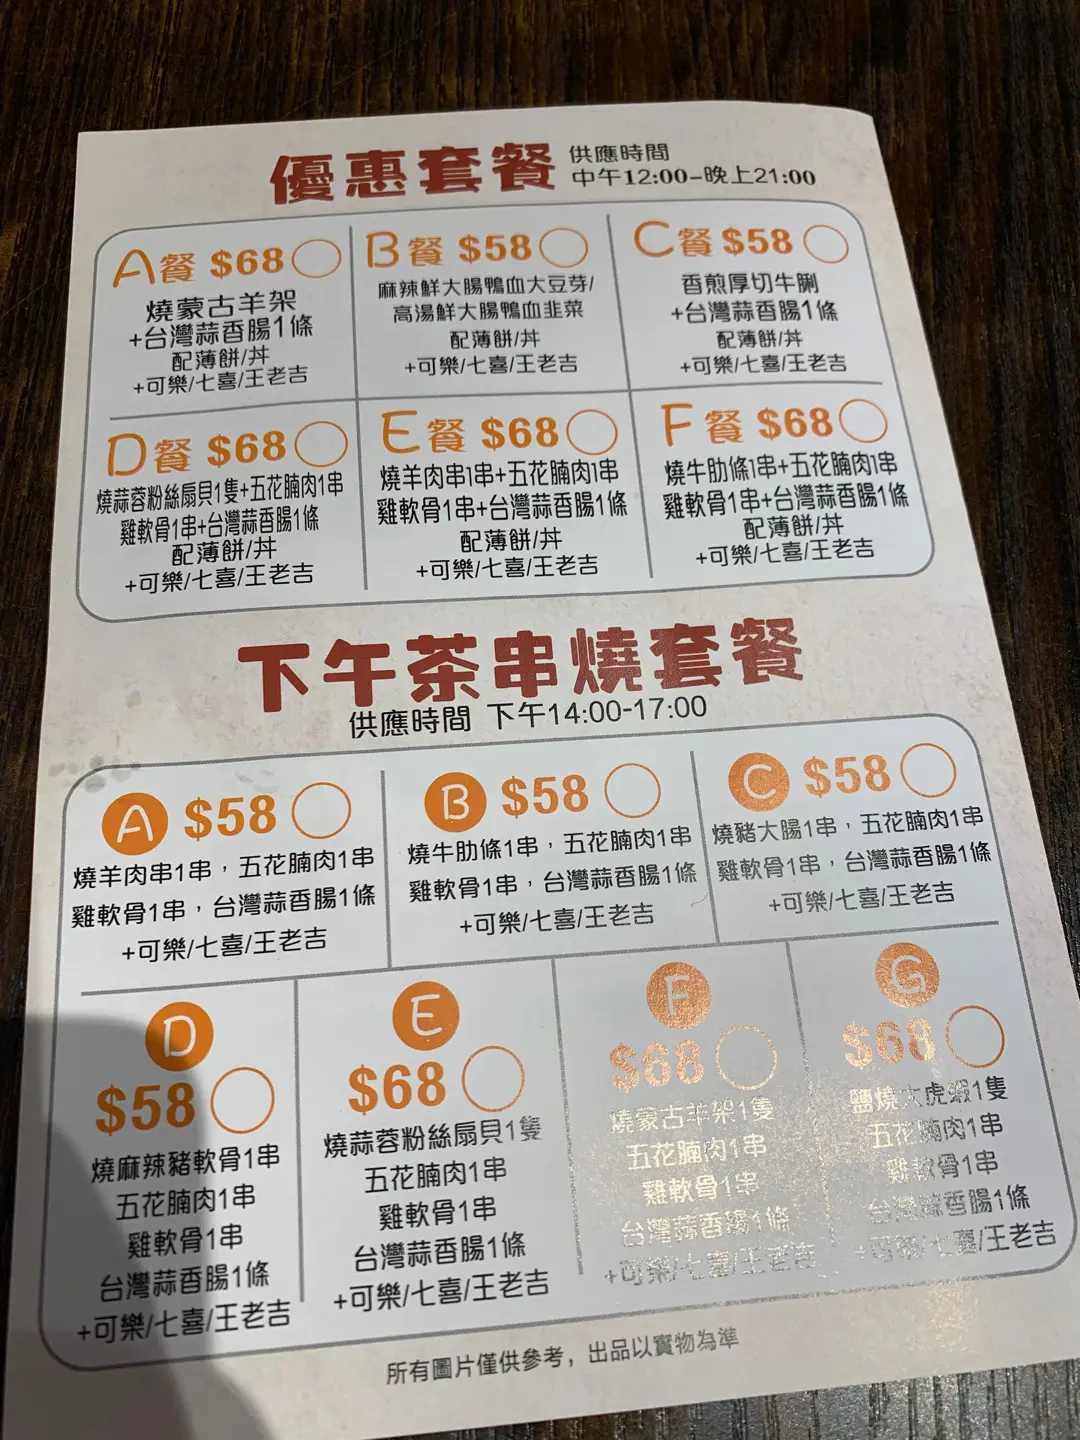 優惠套餐
供應時間
中午12:00-晚上21:00
A餐 $68
燒蒙古羊架
+台灣蒜香腸1條
配薄餅/丼
+可樂/七喜/王老吉
B餐 $58
麻辣鮮大腸鴨血大豆芽/
高湯鮮大腸鴨血韭菜
配薄餅/丼
+可樂/七喜/王老吉
C餐 $58
香煎厚切牛脷
+台灣蒜香腸1條
配薄餅/丼
+可樂/七喜/王老吉
D餐 $68
燒蒜蓉粉絲扇貝1隻+五花腩肉1串
雞軟骨1串+台灣蒜香腸1條
配薄餅/丼
+可樂/七喜/王老吉
E餐 $68
燒羊肉串1串+五花腩肉1串
雞軟骨1串+台灣蒜香腸1條
配薄餅/丼
+可樂/七喜/王老吉
F餐 $68
燒牛肋條1串+五花腩肉1串
雞軟骨1串+台灣蒜香腸1條
配薄餅/丼
+可樂/七喜/王老吉
下午茶串燒套餐
供應時間 下午14:00-17:00
A $58
燒羊肉串1串，五花腩肉1串
雞軟骨1串，台灣蒜香腸1條
+可樂/七喜/王老吉
B $58
燒牛肋條1串，五花腩肉1串
雞軟骨1串，台灣蒜香腸1條
+可樂/七喜/王老吉
C $58
燒豬大腸1串，五花腩肉1串
雞軟骨1串，台灣蒜香腸1條
+可樂/七喜/王老吉
D
$58
燒麻辣豬軟骨1串
五花腩肉1串
雞軟骨1串
台灣蒜香腸1條
+可樂/七喜/王老吉
E
$68
燒蒜蓉粉絲扇貝1隻
五花腩肉1串
雞軟骨1串
台灣蒜香腸1條
+可樂/七喜/王老吉
F
$68
燒蒙古羊架1隻
五花腩肉1串
雞軟骨1串
台灣蒜香腸1條
+可樂/七喜/王老吉
G
$68
鹽燒大虎蝦1隻
五花腩肉1串
雞軟骨1串
台灣蒜香腸1條
+可樂/七喜/王老吉
所有圖片僅供參考，出品以實物為準